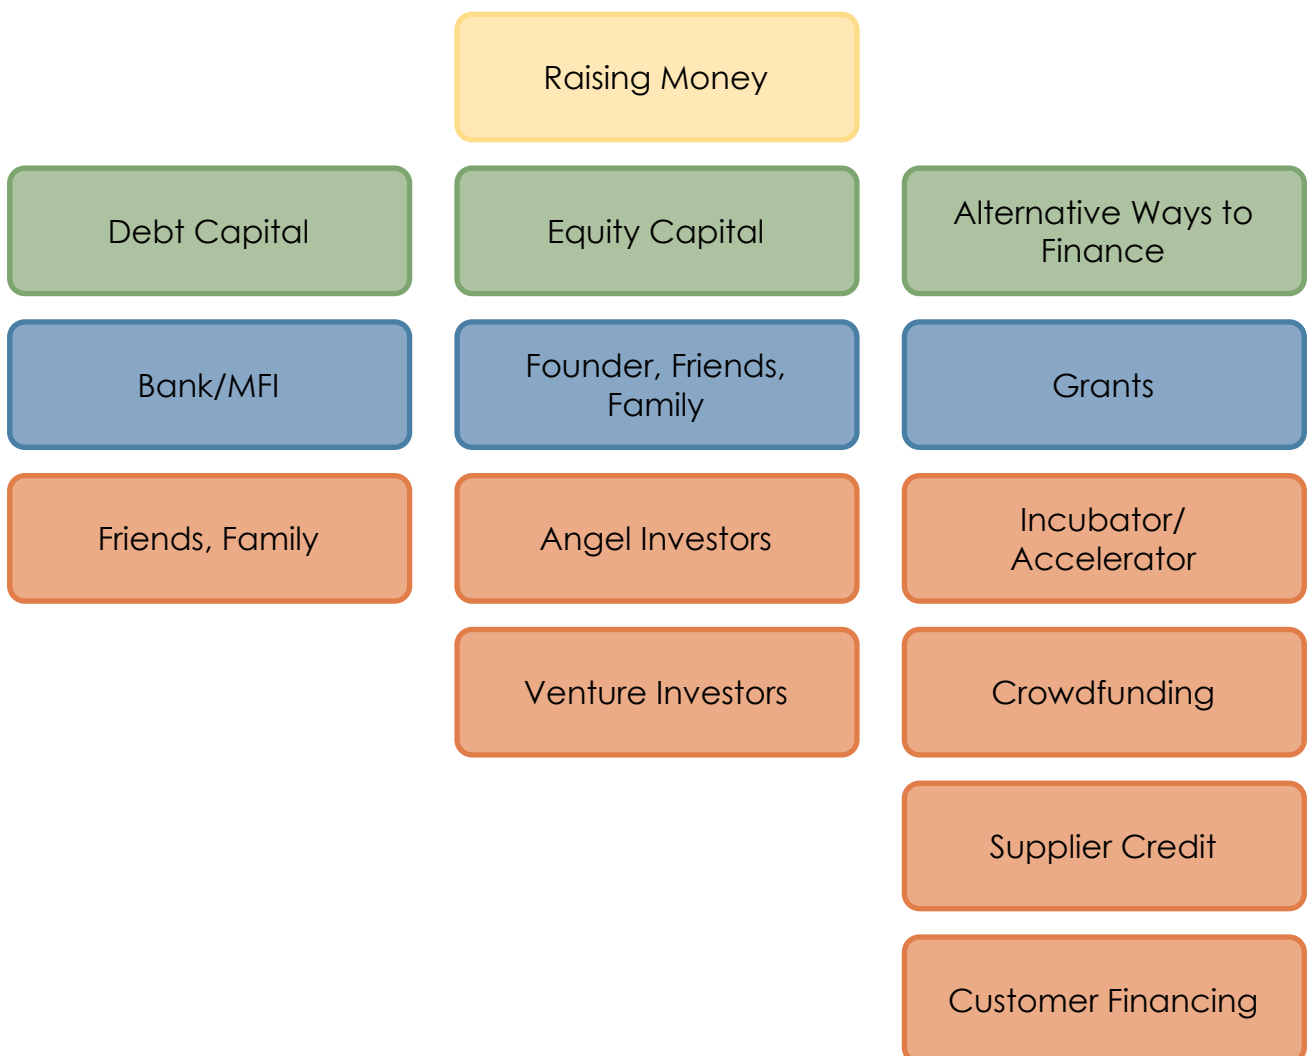 Raising Money
Debt Capital
Equity Capital
Alternative Ways to
Finance
Bank/MFI
Founder, Friends,
Family
Grants
Friends, Family
Angel Investors
Incubator/
Accelerator
Venture Investors
Crowdfunding
Supplier Credit
Customer Financing